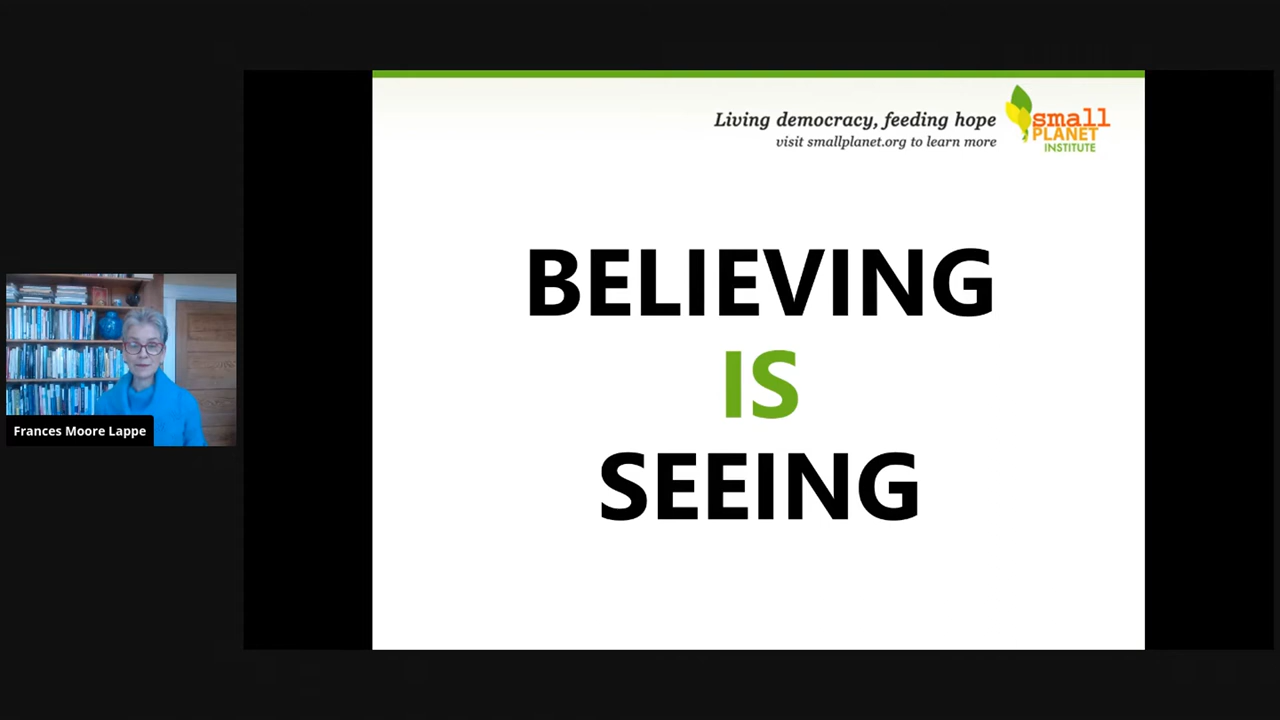 Living democracy, feeding hope
visit smallplanet.org to learn more
small
PLANET
INSTITUTE
BELIEVING
IS
SEEING
Frances Moore Lappe